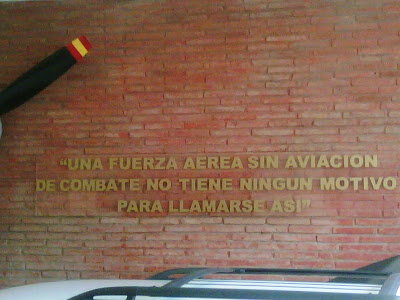 “UNA FUERZA AEREA SIN AVIACION
DE COMBATE NO TIENE NINGUN MOTIVO
PARA LLAMARSE ASI”